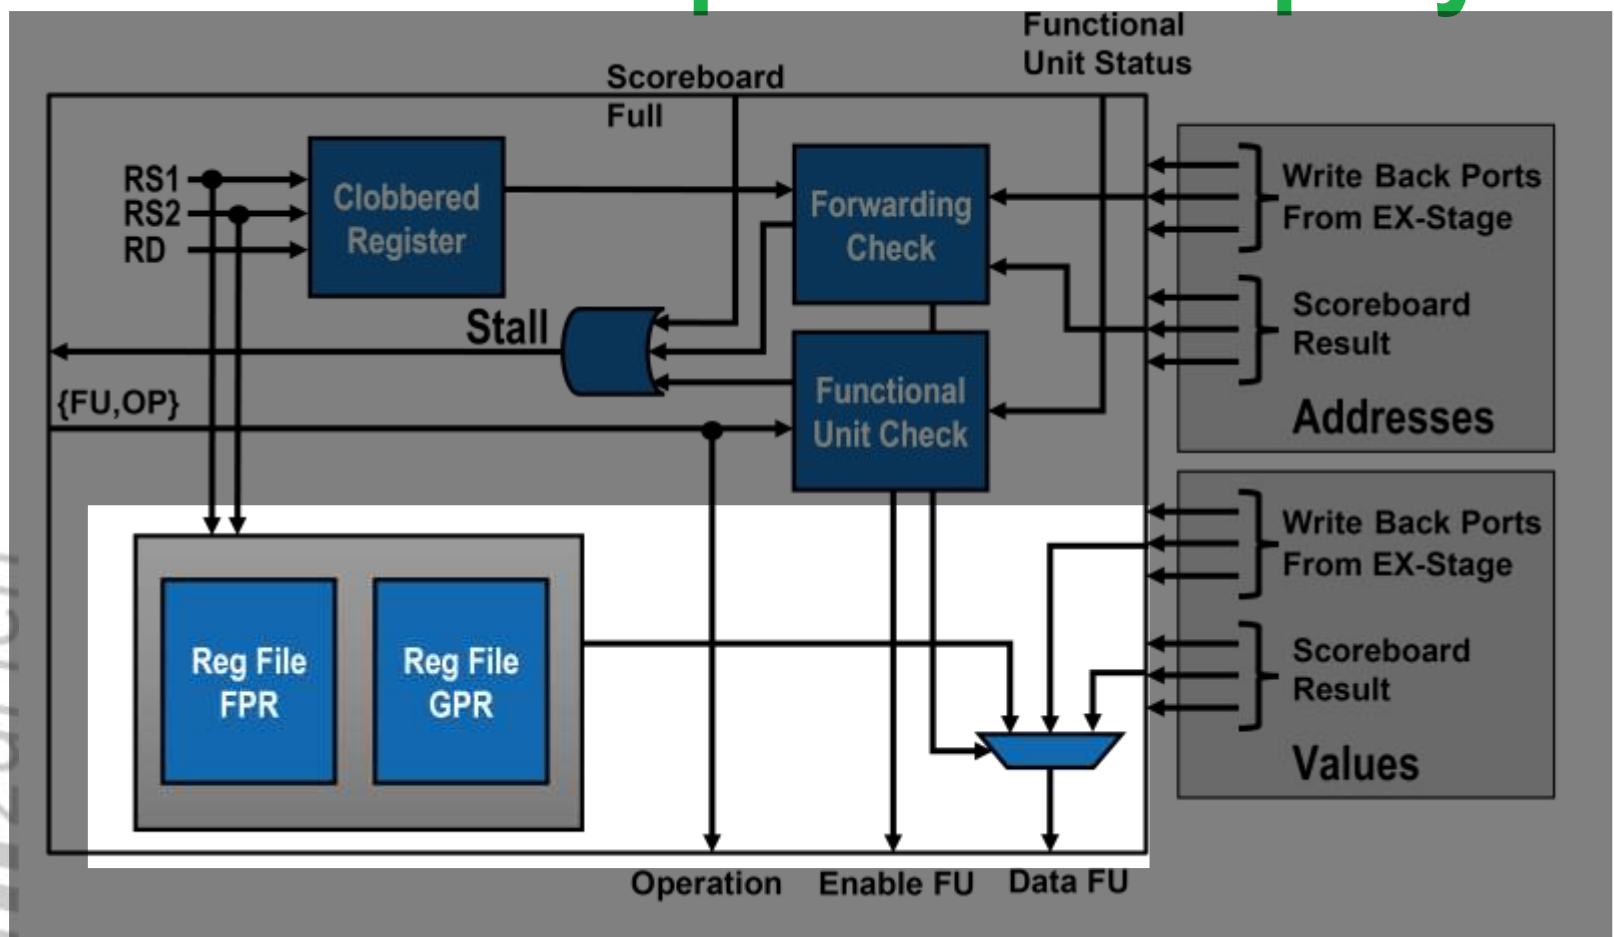 Functional
Unit Status
Scoreboard
Full
RS1
RS2
RD
Clobbered
Register
Forwarding
Check
Write Back Ports
From EX-Stage
Scoreboard
Result
Addresses
Stall
{FU,OP}
Functional
Unit Check
Write Back Ports
From EX-Stage
Scoreboard
Result
Values
Reg File
FPR
Reg File
GPR
Operation
Enable FU
Data FU